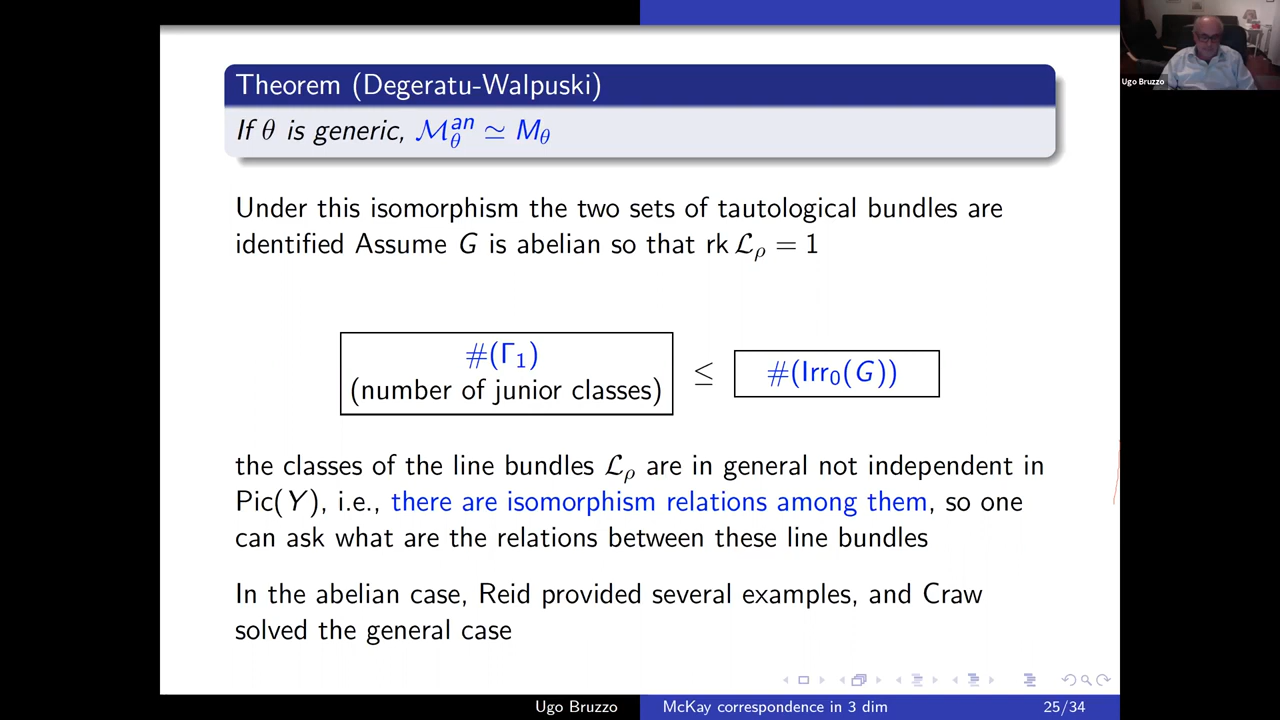 Theorem (Degeratu-Walpuski)
If θ is generic, ℳ_θ^an ≃ M_θ
Under this isomorphism the two sets of tautological bundles are
identified Assume G is abelian so that rk ℒ_ρ = 1
#(Γ₁)
(number of junior classes)
≤
#(Irr₀(G))
the classes of the line bundles ℒ_ρ are in general not independent in
Pic(Y), i.e., there are isomorphism relations among them, so one
can ask what are the relations between these line bundles
In the abelian case, Reid provided several examples, and Craw
solved the general case
Ugo Bruzzo
McKay correspondence in 3 dim
25/34
Ugo Bruzzo